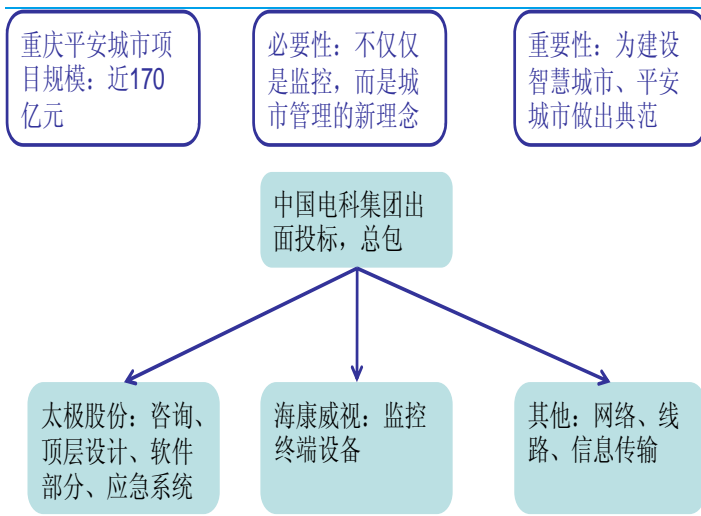 重庆平安城市项
目规模：近170
亿元
必要性：不仅仅
是监控，而是城
市管理的新理念
重要性：为建设
智慧城市、平安
城市做出典范
中国电科集团出
面投标，总包
太极股份：咨询、
顶层设计、软件
部分、应急系统
海康威视：监控
终端设备
其他：网络、线
路、信息传输